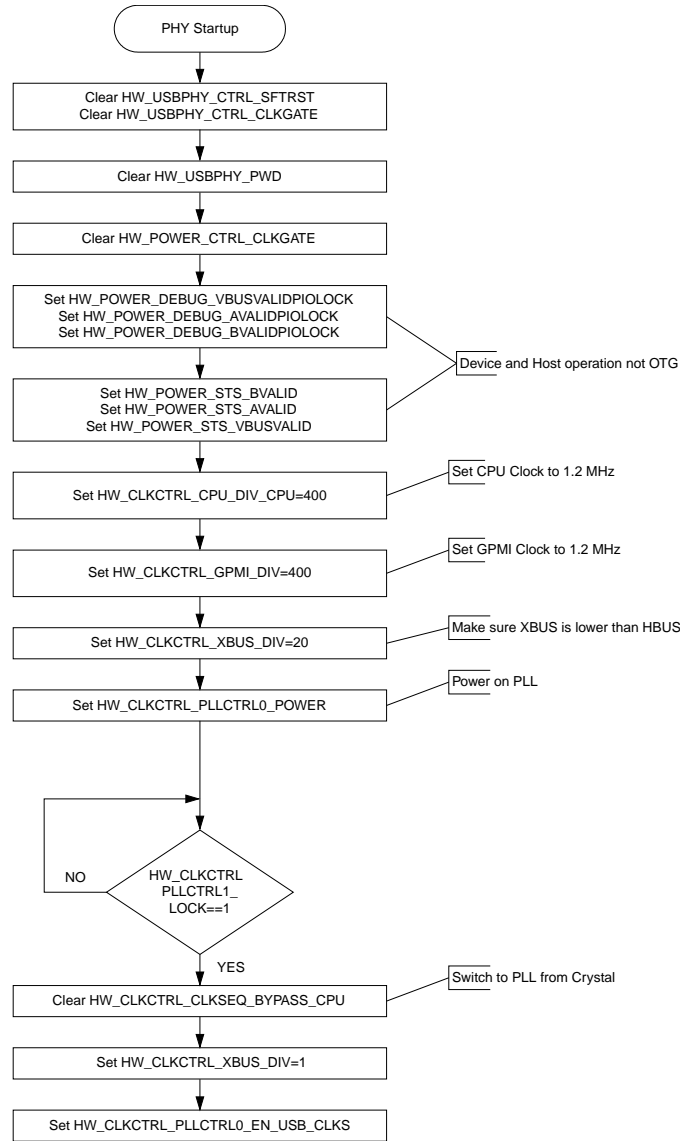 PHY Startup
Clear HW_USBPHY_CTRL_SFTRST
Clear HW_USBPHY_CTRL_CLKGATE
Clear HW_USBPHY_PWD
Clear HW_POWER_CTRL_CLKGATE
Set HW_POWER_DEBUG_VBUSVALIDPIOLOCK
Set HW_POWER_DEBUG_AVALIDPIOLOCK
Set HW_POWER_DEBUG_BVALIDPIOLOCK
Device and Host operation not OTG
Set HW_POWER_STS_BVALID
Set HW_POWER_STS_AVALID
Set HW_POWER_STS_VBUSVALID
Set CPU Clock to 1.2 MHz
Set HW_CLKCTRL_CPU_DIV_CPU=400
Set GPMI Clock to 1.2 MHz
Set HW_CLKCTRL_GPMI_DIV=400
Make sure XBUS is lower than HBUS
Set HW_CLKCTRL_XBUS_DIV=20
Power on PLL
Set HW_CLKCTRL_PLLCTRL0_POWER
NO
HW_CLKCTRL
PLLCTRL1_
LOCK==1
YES
Switch to PLL from Crystal
Clear HW_CLKCTRL_CLKSEQ_BYPASS_CPU
Set HW_CLKCTRL_XBUS_DIV=1
Set HW_CLKCTRL_PLLCTRL0_EN_USB_CLKS